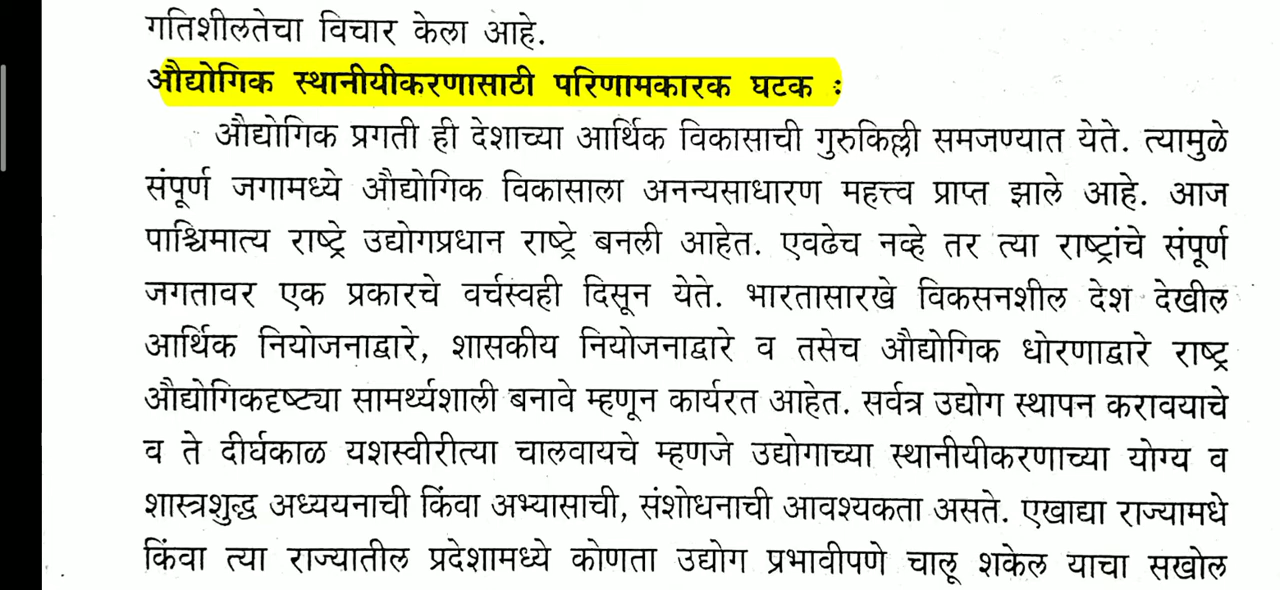 गतिशीलतेचा विचार केला आहे.
औद्योगिक स्थानीयीकरणासाठी परिणामकारक घटक :
औद्योगिक प्रगती ही देशाच्या आर्थिक विकासाची गुरुकिल्ली समजण्यात येते. त्यामुळे
संपूर्ण जगामध्ये औद्योगिक विकासाला अनन्यसाधारण महत्त्व प्राप्त झाले आहे. आज
पाश्चिमात्य राष्ट्रे उद्योगप्रधान राष्ट्रे बनली आहेत. एवढेच नव्हे तर त्या राष्ट्रांचे संपूर्ण
जगतावर एक प्रकारचे वर्चस्वही दिसून येते. भारतासारखे विकसनशील देश देखील
आर्थिक नियोजनाद्वारे, शासकीय नियोजनाद्वारे व तसेच औद्योगिक धोरणाद्वारे राष्ट्र
औद्योगिकदृष्ट्या सामर्थ्यशाली बनावे म्हणून कार्यरत आहेत. सर्वत्र उद्योग स्थापन करावयाचे
व ते दीर्घकाळ यशस्वीरीत्या चालवायचे म्हणजे उद्योगाच्या स्थानीयीकरणाच्या योग्य व
शास्त्रशुद्ध अध्ययनाची किंवा अभ्यासाची, संशोधनाची आवश्यकता असते. एखाद्या राज्यामधे
किंवा त्या राज्यातील प्रदेशामध्ये कोणता उद्योग प्रभावीपणे चालू शकेल याचा सखोल